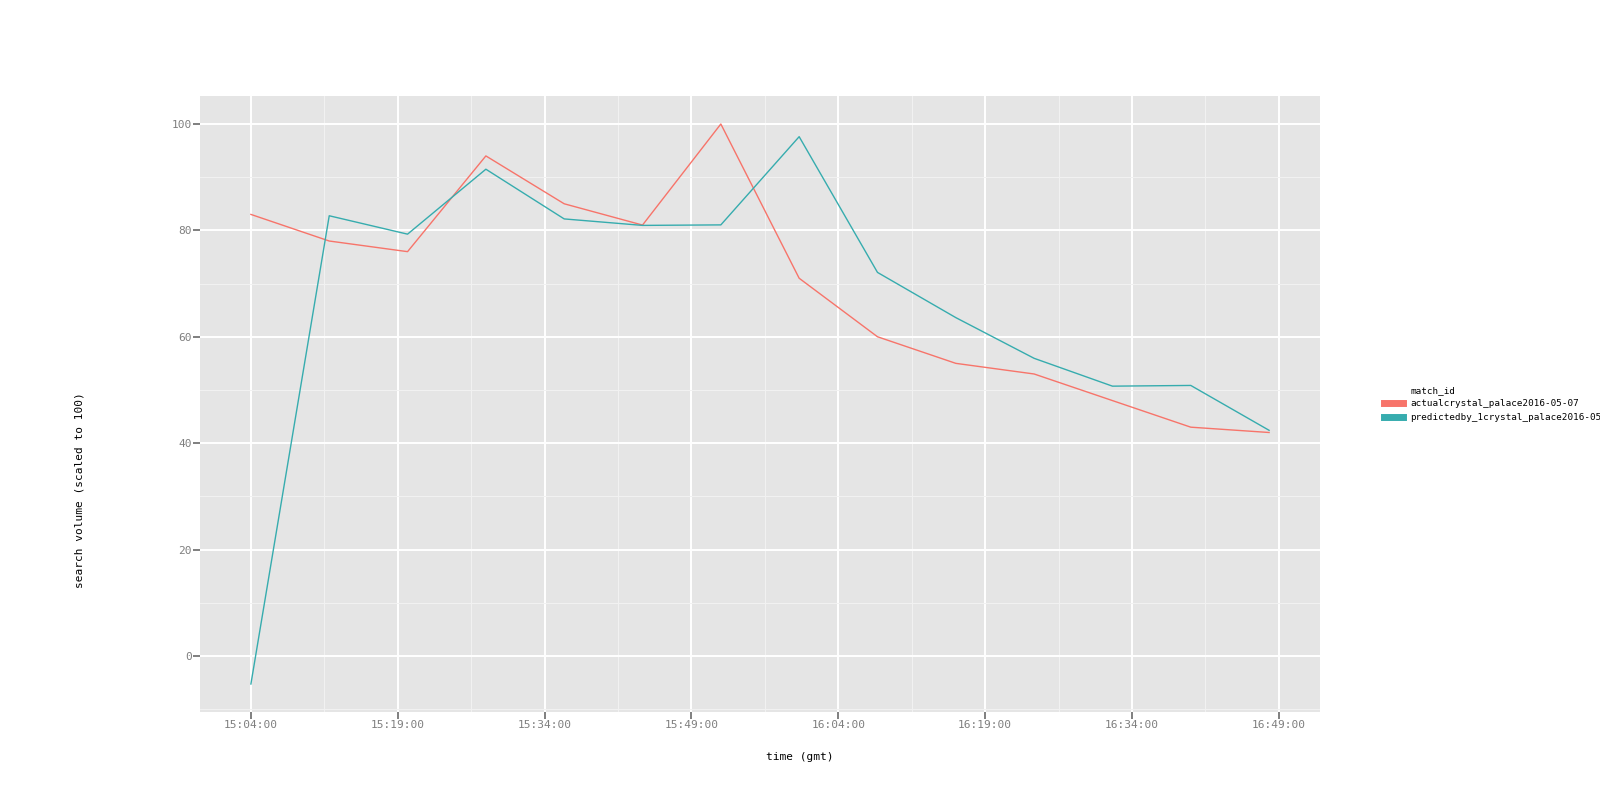 100
80
60
40
20
0
search volume (scaled to 100)
15:04:00 15:19:00 15:34:00 15:49:00 16:04:00 16:19:00 16:34:00 16:49:00
time (gmt)
match_id
actualcrystal_palace2016-05-07
predictedby_1crystal_palace2016-05